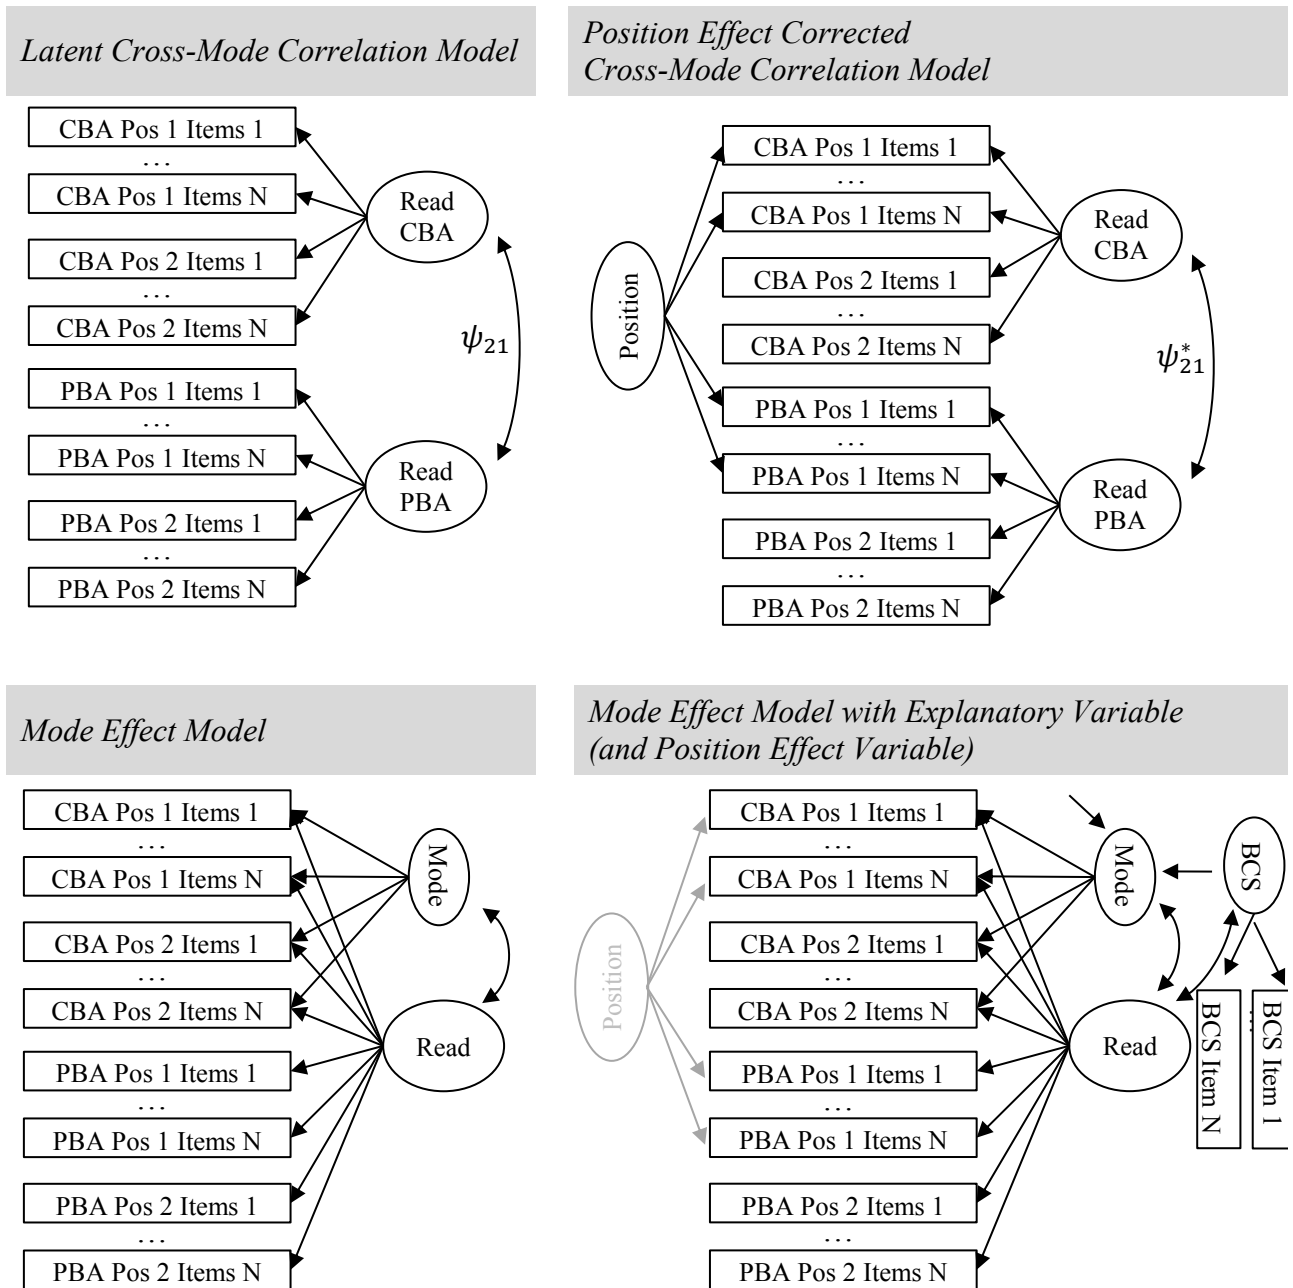 Latent Cross-Mode Correlation Model
CBA Pos 1 Items 1
...
CBA Pos 1 Items N
CBA Pos 2 Items 1
...
CBA Pos 2 Items N
PBA Pos 1 Items 1
...
PBA Pos 1 Items N
PBA Pos 2 Items 1
...
PBA Pos 2 Items N
Read
CBA
Read
PBA
ψ₂₁
Position Effect Corrected
Cross-Mode Correlation Model
Position
CBA Pos 1 Items 1
...
CBA Pos 1 Items N
CBA Pos 2 Items 1
...
CBA Pos 2 Items N
PBA Pos 1 Items 1
...
PBA Pos 1 Items N
PBA Pos 2 Items 1
...
PBA Pos 2 Items N
Read
CBA
Read
PBA
ψ*₂₁
Mode Effect Model
CBA Pos 1 Items 1
...
CBA Pos 1 Items N
CBA Pos 2 Items 1
...
CBA Pos 2 Items N
PBA Pos 1 Items 1
...
PBA Pos 1 Items N
PBA Pos 2 Items 1
...
PBA Pos 2 Items N
Mode
Read
Mode Effect Model with Explanatory Variable
(and Position Effect Variable)
Position
CBA Pos 1 Items 1
...
CBA Pos 1 Items N
CBA Pos 2 Items 1
...
CBA Pos 2 Items N
PBA Pos 1 Items 1
...
PBA Pos 1 Items N
PBA Pos 2 Items 1
...
PBA Pos 2 Items N
Mode
Read
BCS
BCS Item 1
...
BCS Item N